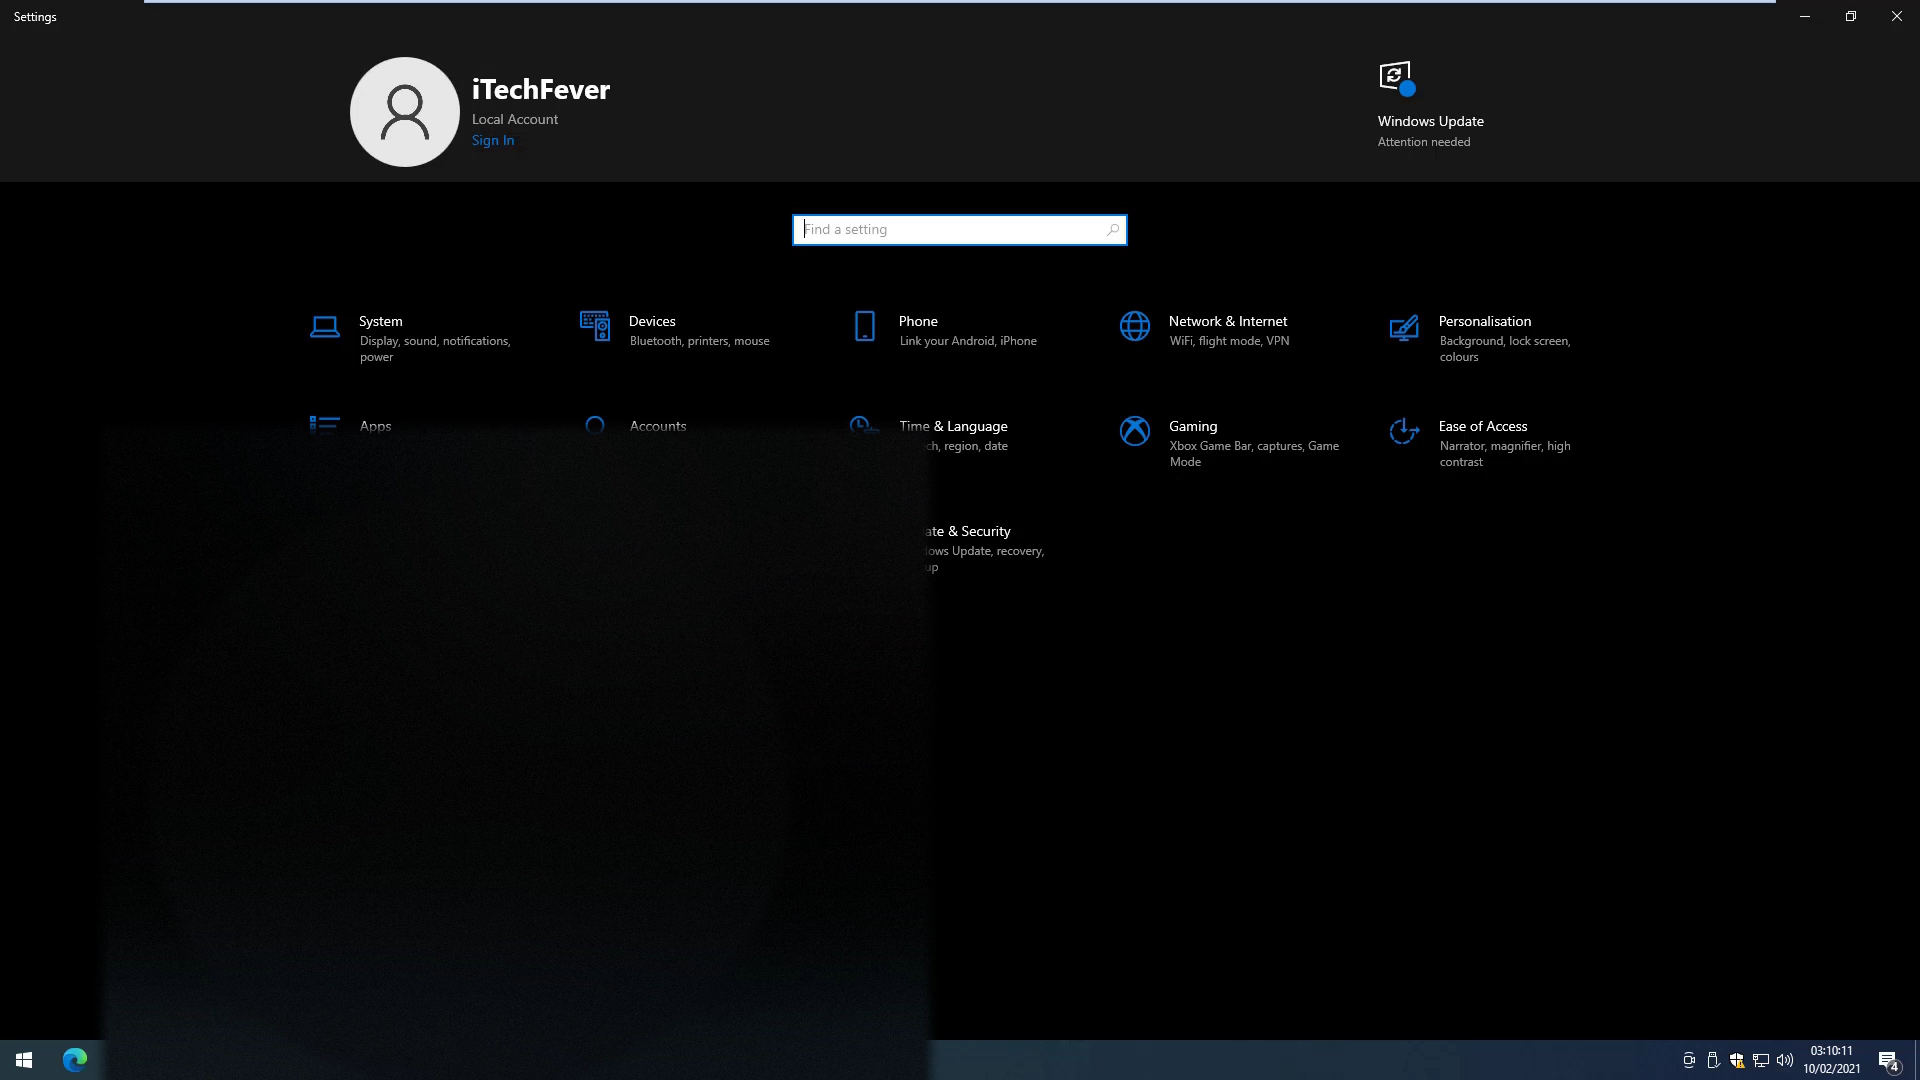 Settings
iTechFever
Local Account
Sign In
Windows Update
Attention needed
Find a setting
System
Display, sound, notifications,
power
Devices
Bluetooth, printers, mouse
Phone
Link your Android, iPhone
Network & Internet
WiFi, flight mode, VPN
Personalisation
Background, lock screen,
colours
Apps
Accounts
Time & Language
region, date
Gaming
Xbox Game Bar, captures, Game
Mode
Ease of Access
Narrator, magnifier, high
contrast
& Security
Update, recovery,
03:10:11
10/02/2021
4